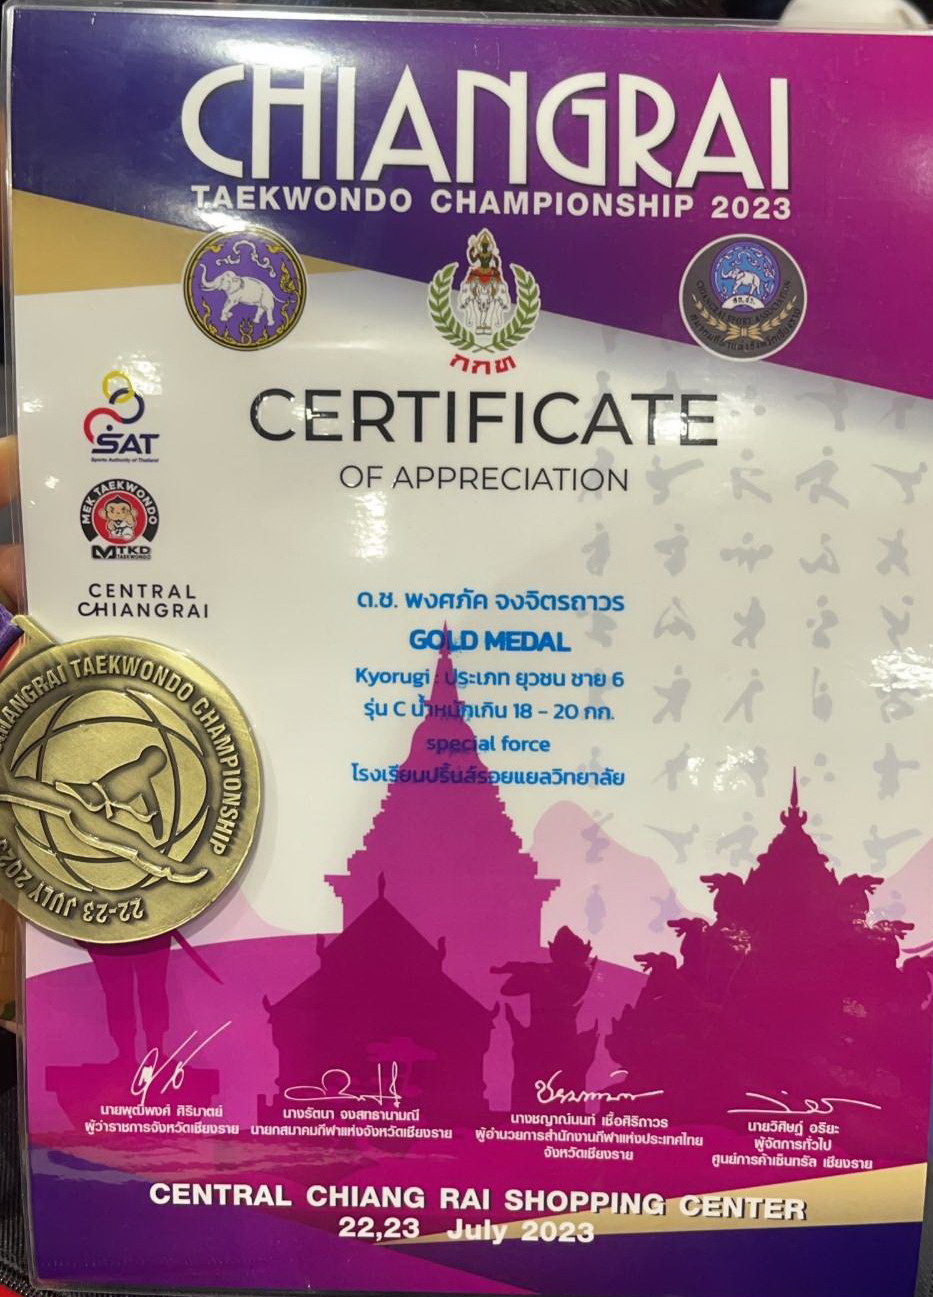 CHIANGRAI
TAEKWONDO CHAMPIONSHIP 2023
กกท
CERTIFICATE
OF APPRECIATION
SAT
Sports Authority of Thailand
MEK TAEKWONDO
MTKD
TAEKWONDO
CENTRAL
CHIANGRAI
ด.ช. พงศภัค จงจิตรถาวร
GOLD MEDAL
Kyorugi : ประเภท ยุวชน ชาย 6
รุ่น C น้ำหนักเกิน 18 - 20 กก.
special force
โรงเรียนปริ้นส์รอยแยลวิทยาลัย
CHIANGRAI TAEKWONDO CHAMPIONSHIP
22-23 JULY 2023
นายพุฒิพงศ์ ศิริมาตย์
ผู้ว่าราชการจังหวัดเชียงราย
นางรัตนา จงสุทธานามณี
นายกสมาคมกีฬาแห่งจังหวัดเชียงราย
นางชญาณ์นนท์ เชื้อศิริถาวร
ผู้อำนวยการสำนักงานกีฬาแห่งประเทศไทย
จังหวัดเชียงราย
นายวิศิษฎ์ อริยะ
ผู้จัดการทั่วไป
ศูนย์การค้าเซ็นทรัล เชียงราย
CENTRAL CHIANG RAI SHOPPING CENTER
22,23 July 2023